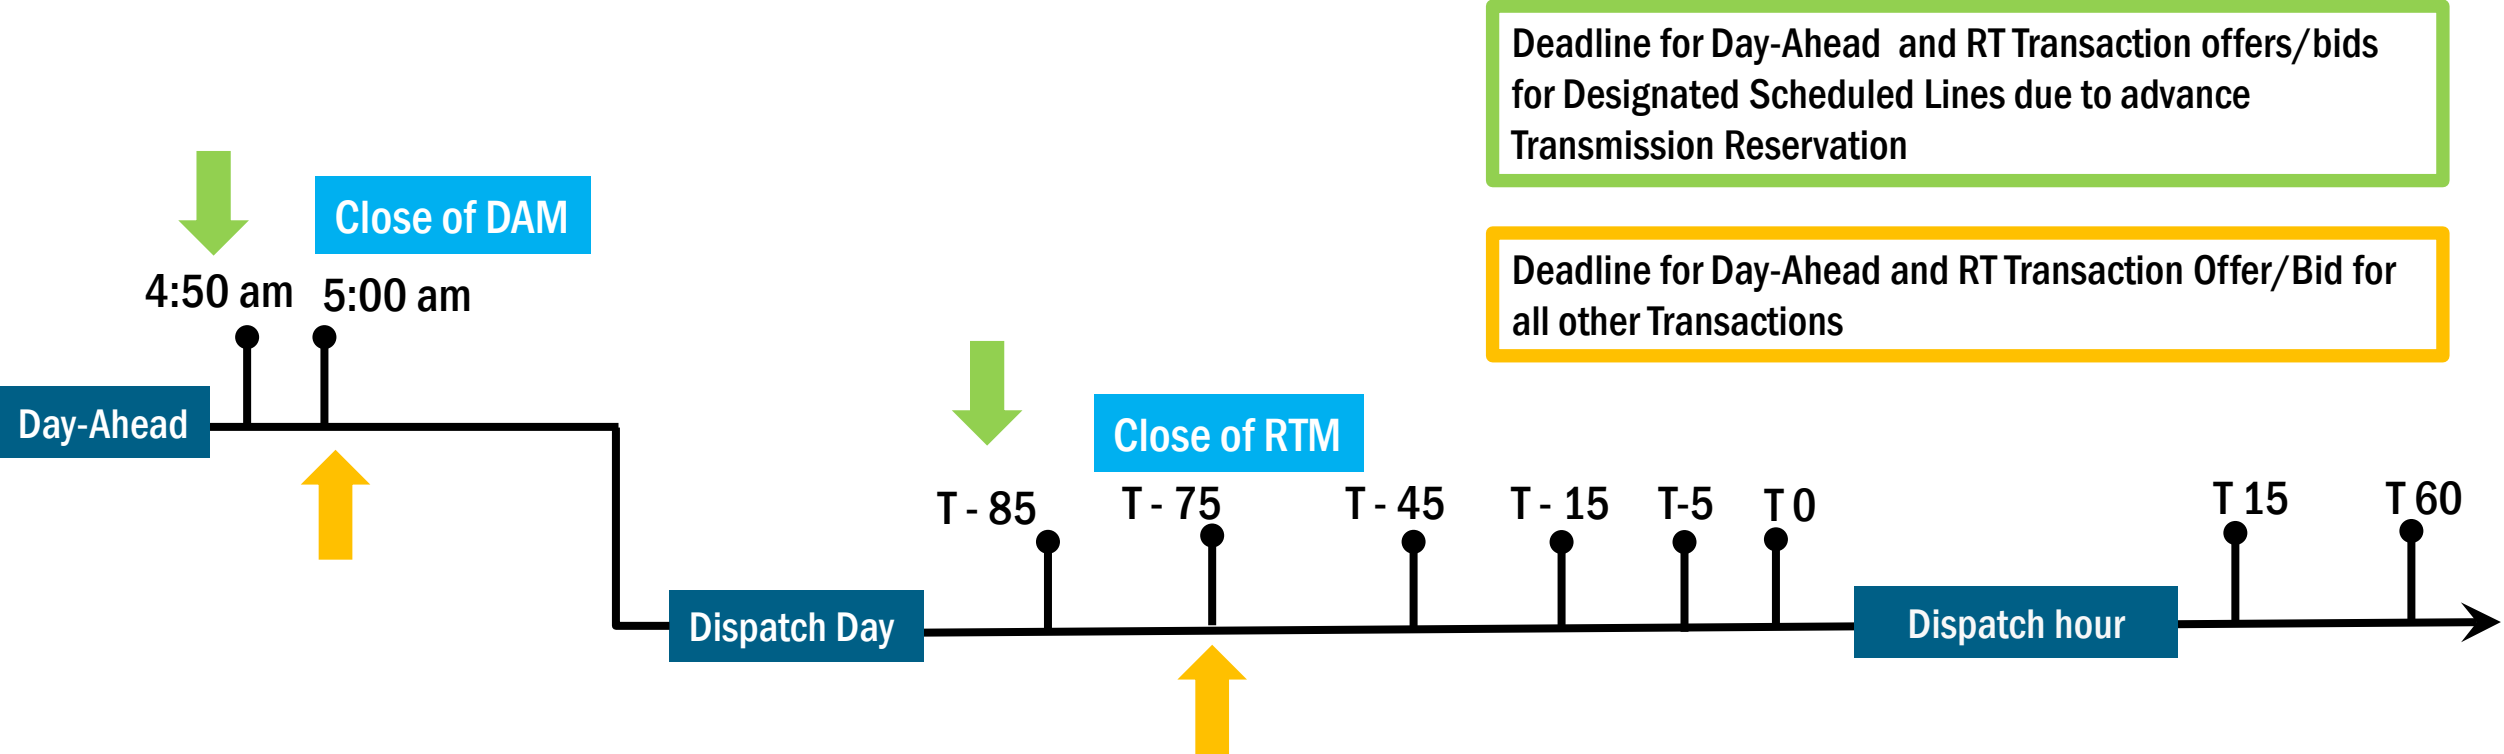 Deadline for Day-Ahead and RT Transaction offers/bids
for Designated Scheduled Lines due to advance
Transmission Reservation
Close of DAM
Deadline for Day-Ahead and RT Transaction Offer/Bid for
all other Transactions
4:50 am
5:00 am
Day-Ahead
Close of RTM
T - 85
T - 75
T - 45
T - 15
T-5
T 0
T 15
T 60
Dispatch Day
Dispatch hour